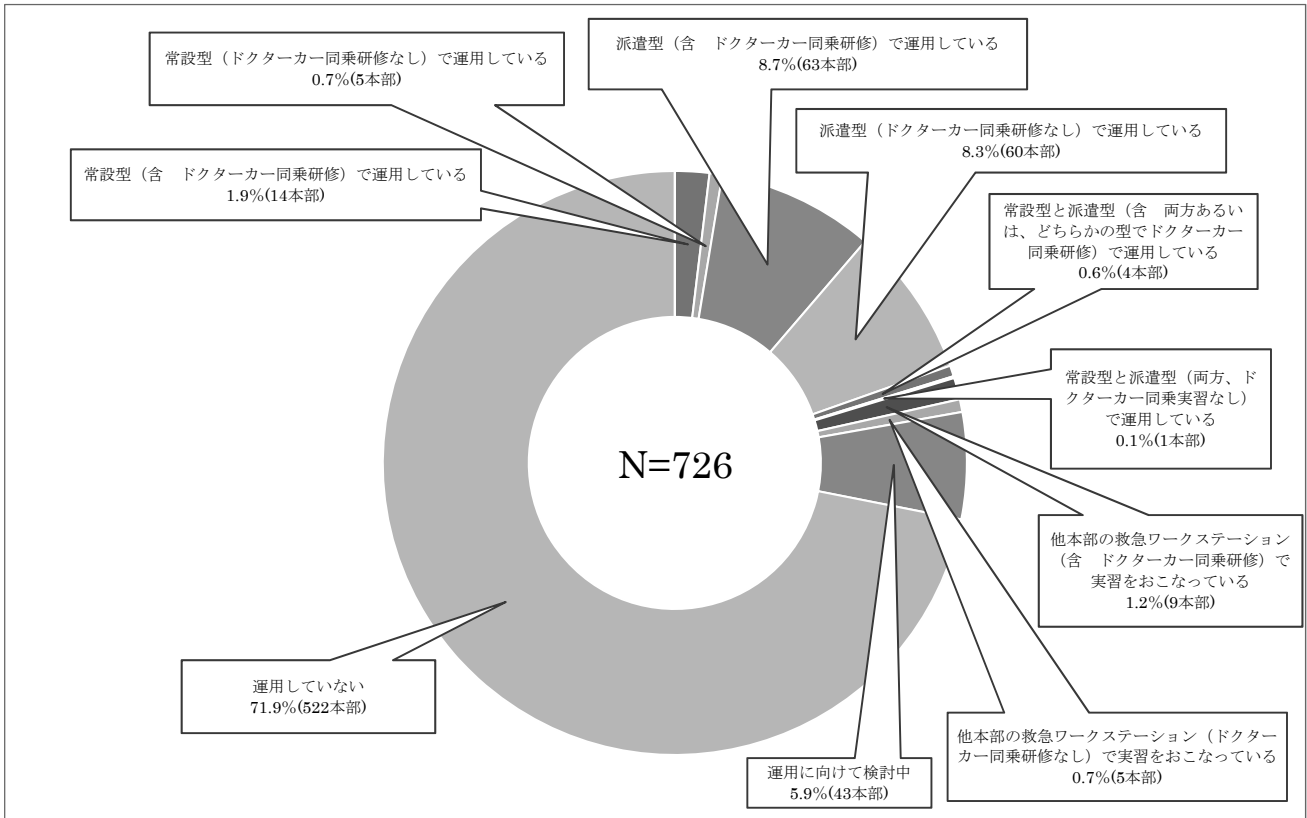 常設型（ドクターカー同乗研修なし）で運用している
0.7%(5本部)
派遣型（含　ドクターカー同乗研修）で運用している
8.7%(63本部)
派遣型（ドクターカー同乗研修なし）で運用している
8.3%(60本部)
常設型（含　ドクターカー同乗研修）で運用している
1.9%(14本部)
常設型と派遣型（含　両方あるい
は、どちらかの型でドクターカー
同乗研修）で運用している
0.6%(4本部)
常設型と派遣型（両方、ド
クターカー同乗実習なし）
で運用している
0.1%(1本部)
N=726
他本部の救急ワークステーション
（含　ドクターカー同乗研修）で
実習をおこなっている
1.2%(9本部)
運用していない
71.9%(522本部)
他本部の救急ワークステーション（ドクター
カー同乗研修なし）で実習をおこなっている
0.7%(5本部)
運用に向けて検討中
5.9%(43本部)